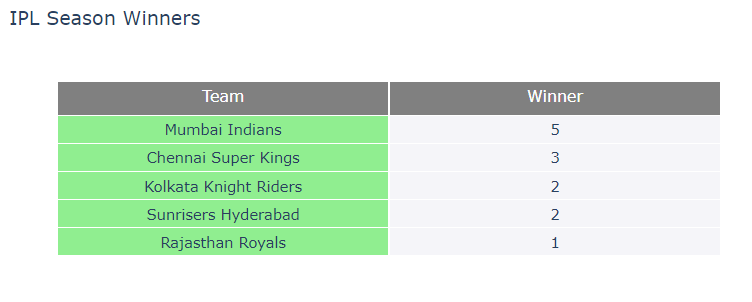 IPL Season Winners
Team Winner
Mumbai Indians 5
Chennai Super Kings 3
Kolkata Knight Riders 2
Sunrisers Hyderabad 2
Rajasthan Royals 1